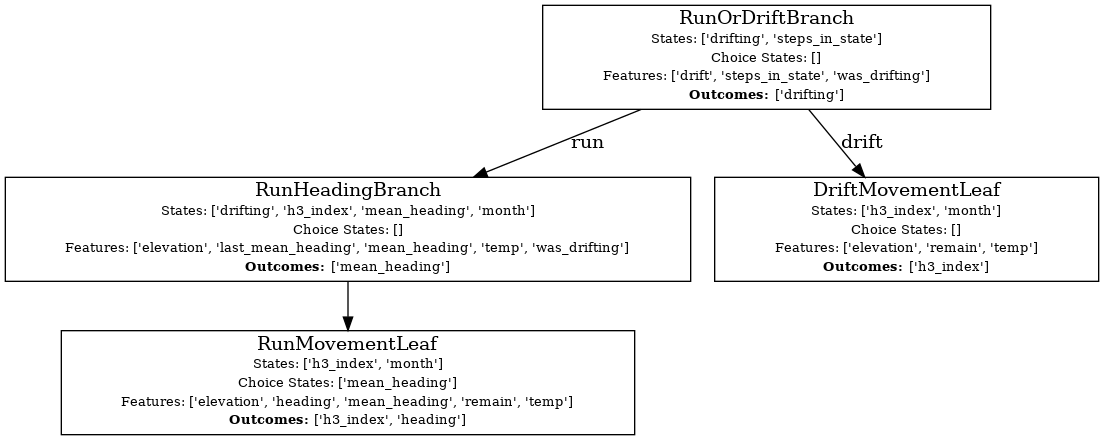 RunOrDriftBranch
States: ['drifting', 'steps_in_state']
Choice States: []
Features: ['drift', 'steps_in_state', 'was_drifting']
Outcomes: ['drifting']
run
drift
RunHeadingBranch
States: ['drifting', 'h3_index', 'mean_heading', 'month']
Choice States: []
Features: ['elevation', 'last_mean_heading', 'mean_heading', 'temp', 'was_drifting']
Outcomes: ['mean_heading']
DriftMovementLeaf
States: ['h3_index', 'month']
Choice States: []
Features: ['elevation', 'remain', 'temp']
Outcomes: ['h3_index']
RunMovementLeaf
States: ['h3_index', 'month']
Choice States: ['mean_heading']
Features: ['elevation', 'heading', 'mean_heading', 'remain', 'temp']
Outcomes: ['h3_index', 'heading']